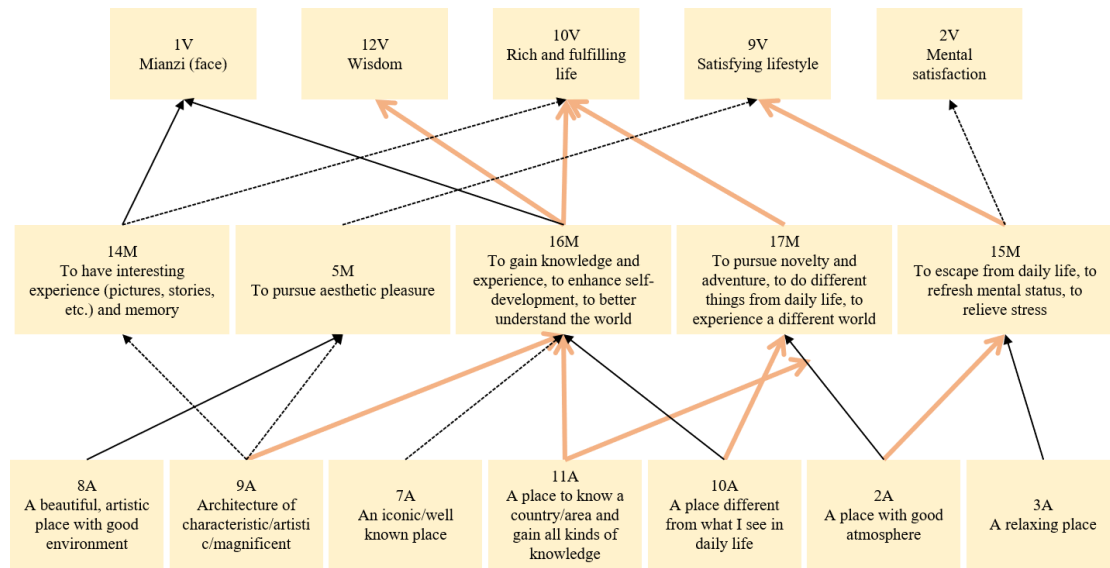 1V
Mianzi (face)
12V
Wisdom
10V
Rich and fulfilling
life
9V
Satisfying lifestyle
2V
Mental
satisfaction
14M
To have interesting
experience (pictures, stories,
etc.) and memory
5M
To pursue aesthetic pleasure
16M
To gain knowledge and
experience, to enhance self-
development, to better
understand the world
17M
To pursue novelty and
adventure, to do different
things from daily life, to
experience a different world
15M
To escape from daily life, to
refresh mental status, to
relieve stress
8A
A beautiful, artistic
place with good
environment
9A
Architecture of
characteristic/artisti
c/magnificent
7A
An iconic/well
known place
11A
A place to know a
country/area and
gain all kinds of
knowledge
10A
A place different
from what I see in
daily life
2A
A place with good
atmosphere
3A
A relaxing place